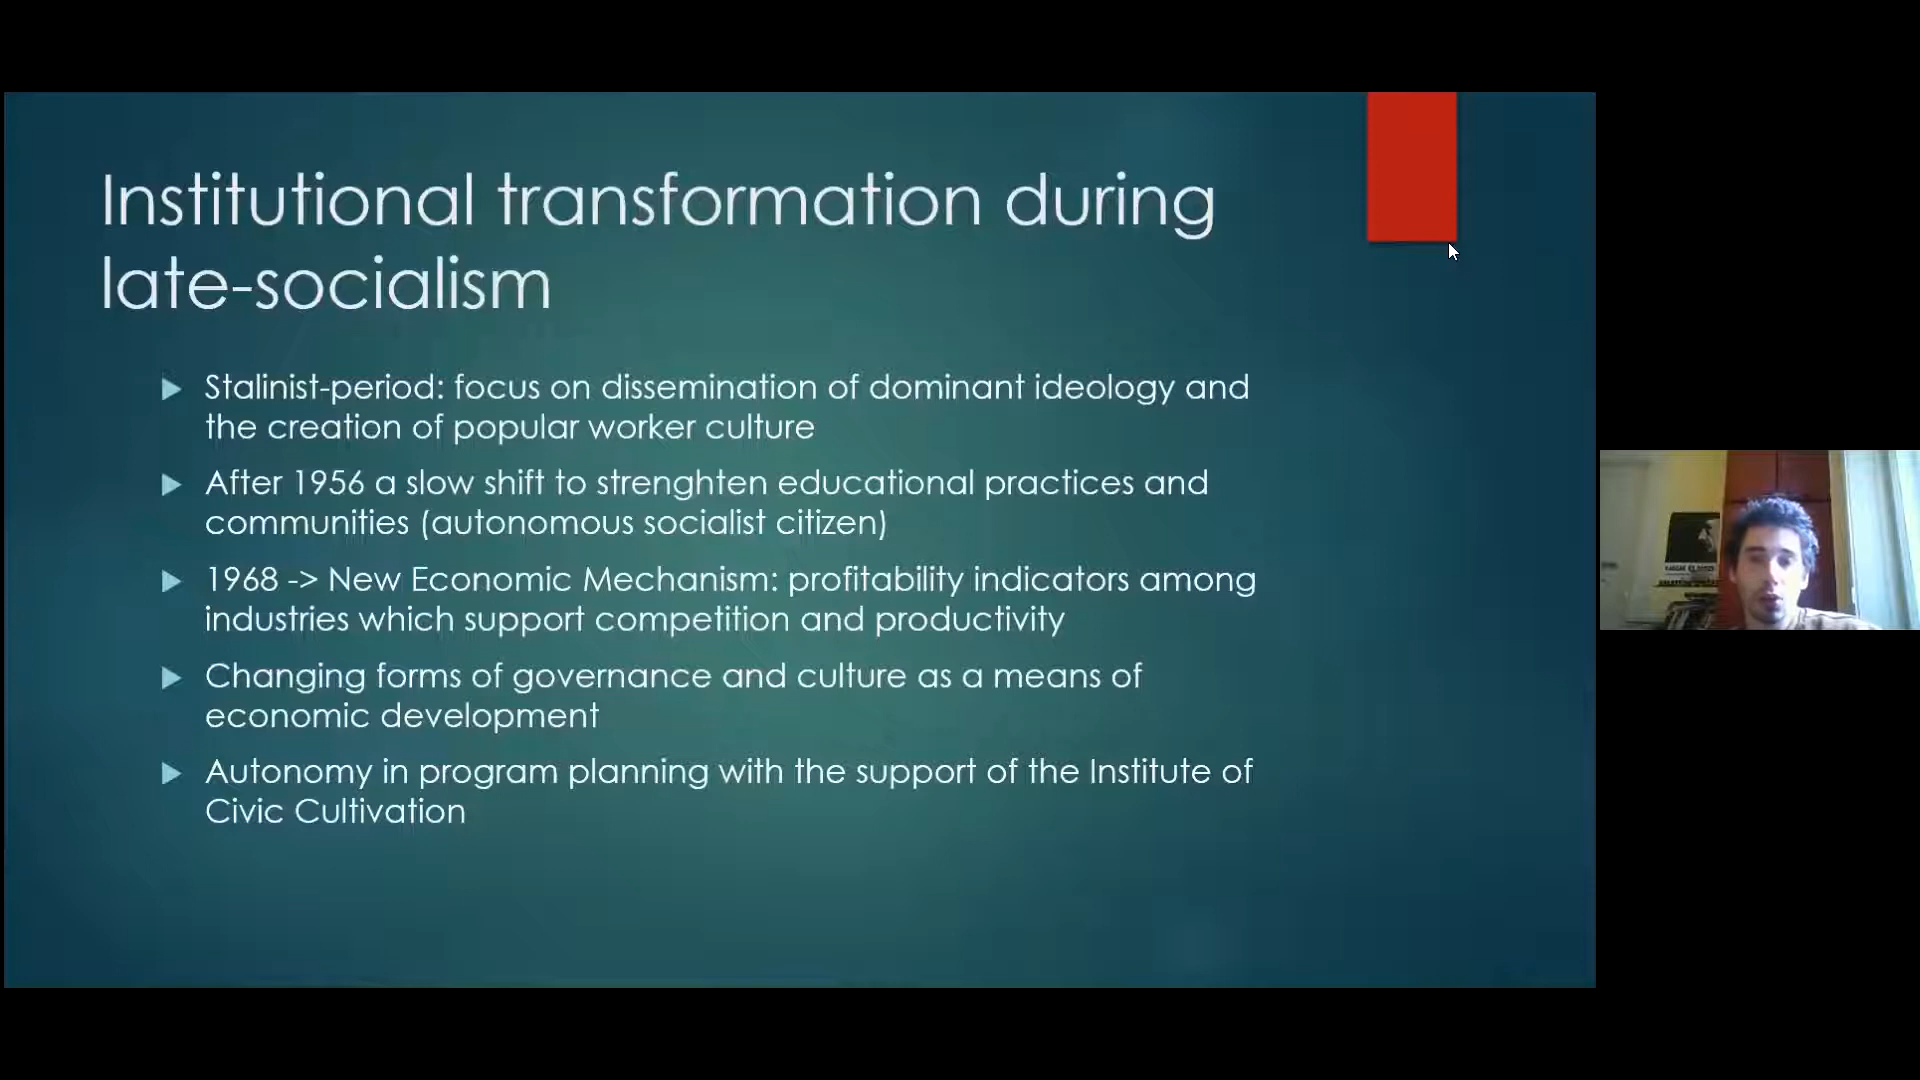 Institutional transformation during
late-socialism
Stalinist-period: focus on dissemination of dominant ideology and
the creation of popular worker culture
After 1956 a slow shift to strenghten educational practices and
communities (autonomous socialist citizen)
1968 -> New Economic Mechanism: profitability indicators among
industries which support competition and productivity
Changing forms of governance and culture as a means of
economic development
Autonomy in program planning with the support of the Institute of
Civic Cultivation